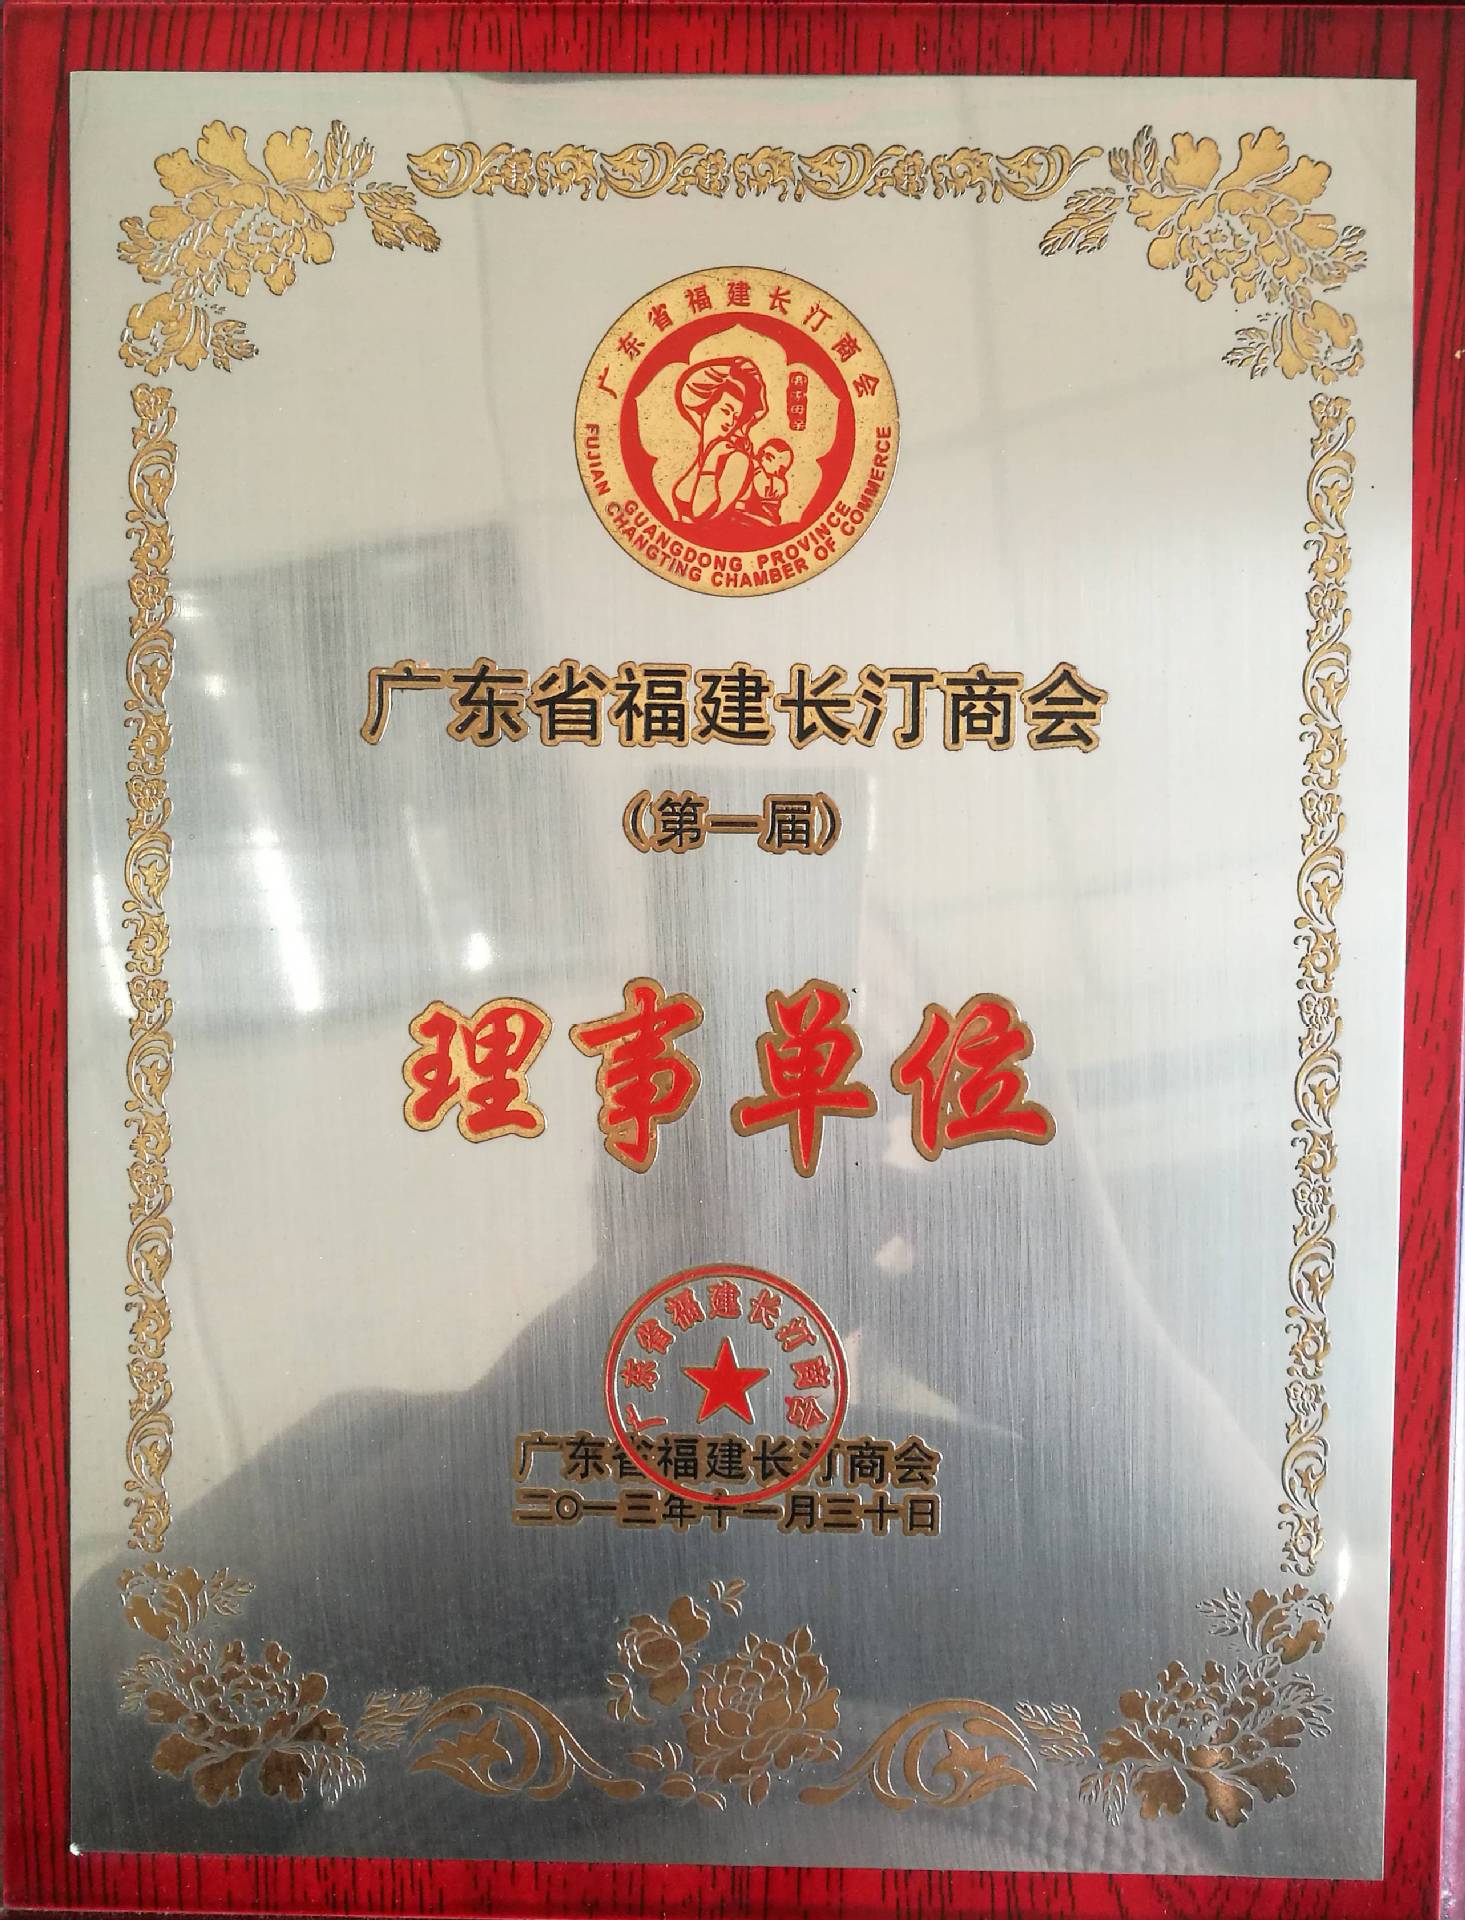 广东省福建长汀商会
GUANGDONG PROVINCE
FUJIAN CHANGTING CHAMBER OF COMMERCE
广东省福建长汀商会
(第一届)
理事单位
广东省福建长汀商会
广东省福建长汀商会
二〇一三年十一月三十日